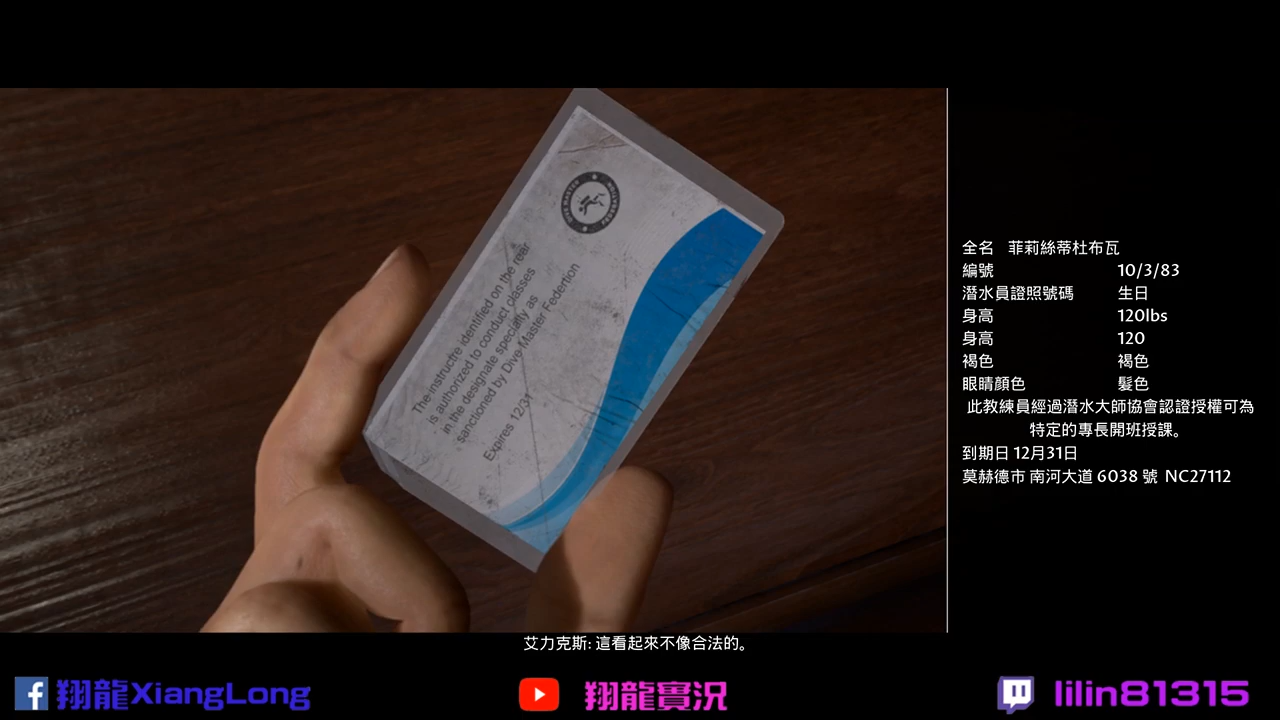 The instructre identified on the rear
is authorized to conduct classes
in the designate specially as
sanctioned by Dive Master Federtion
Expires 12/31
全名 菲莉絲蒂杜布瓦
編號 10/3/83
潛水員證照號碼 生日
身高 120lbs
身高 120
褐色 褐色
眼睛顏色 髮色
此教練員經過潛水大師協會認證授權可為
特定的專長開班授課。
到期日 12月31日
莫赫德市 南河大道 6038 號 NC27112
艾力克斯: 這看起來不像合法的。
翔龍XiangLong
翔龍實況
lilin81315